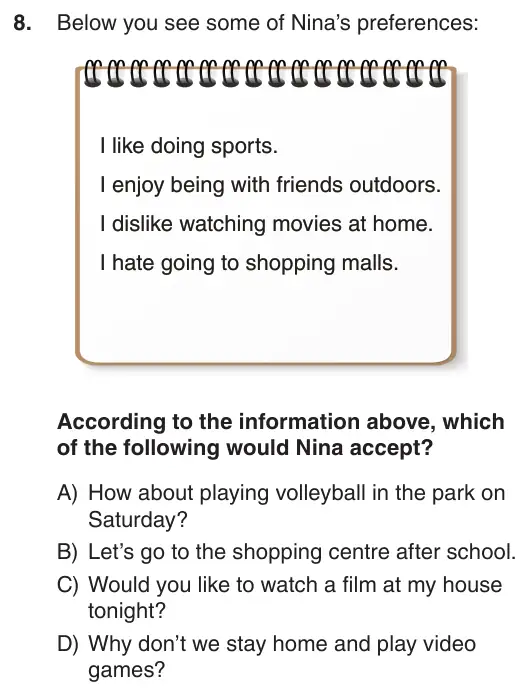 8. Below you see some of Nina's preferences:
I like doing sports.
I enjoy being with friends outdoors.
I dislike watching movies at home.
I hate going to shopping malls.
According to the information above, which
of the following would Nina accept?
A) How about playing volleyball in the park on
Saturday?
B) Let's go to the shopping centre after school.
C) Would you like to watch a film at my house
tonight?
D) Why don't we stay home and play video
games?